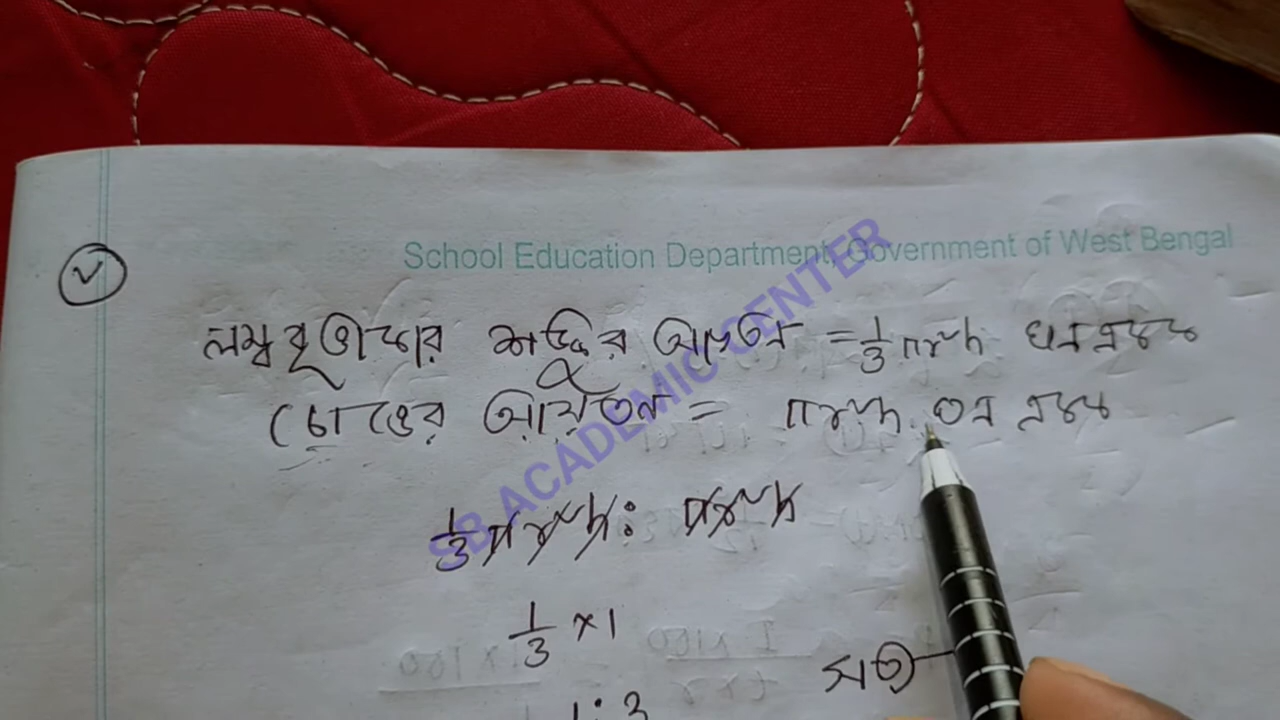 School Education Department, Government of West Bengal
SB ACADEMIC CENTER
লম্ব বৃত্তাকার শঙ্কুর আয়তন = 1/3 πr²h ঘন একক
চোঙের আয়তন = πr²h ঘন একক
1/3 πr²h : πr²h
1/3 × 1
সত্য
1 : 3